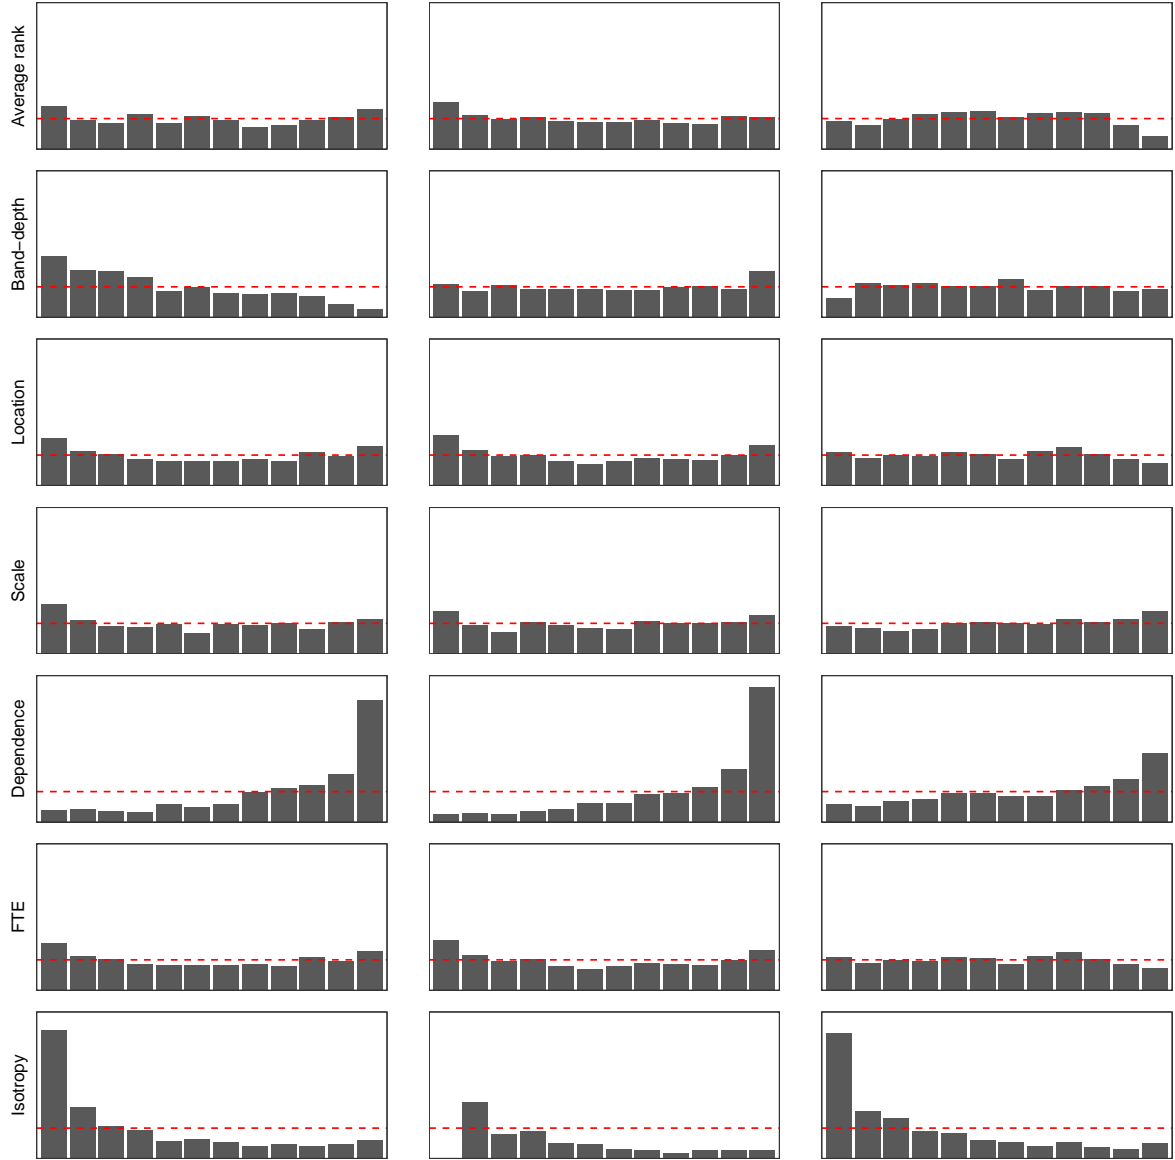 Average rank
Band−depth
Location
Scale
Dependence
FTE
Isotropy